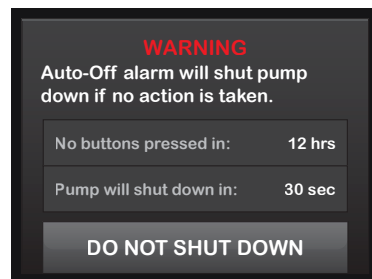 WARNING
Auto-Off alarm will shut pump
down if no action is taken.
No buttons pressed in: 12 hrs
Pump will shut down in: 30 sec
DO NOT SHUT DOWN